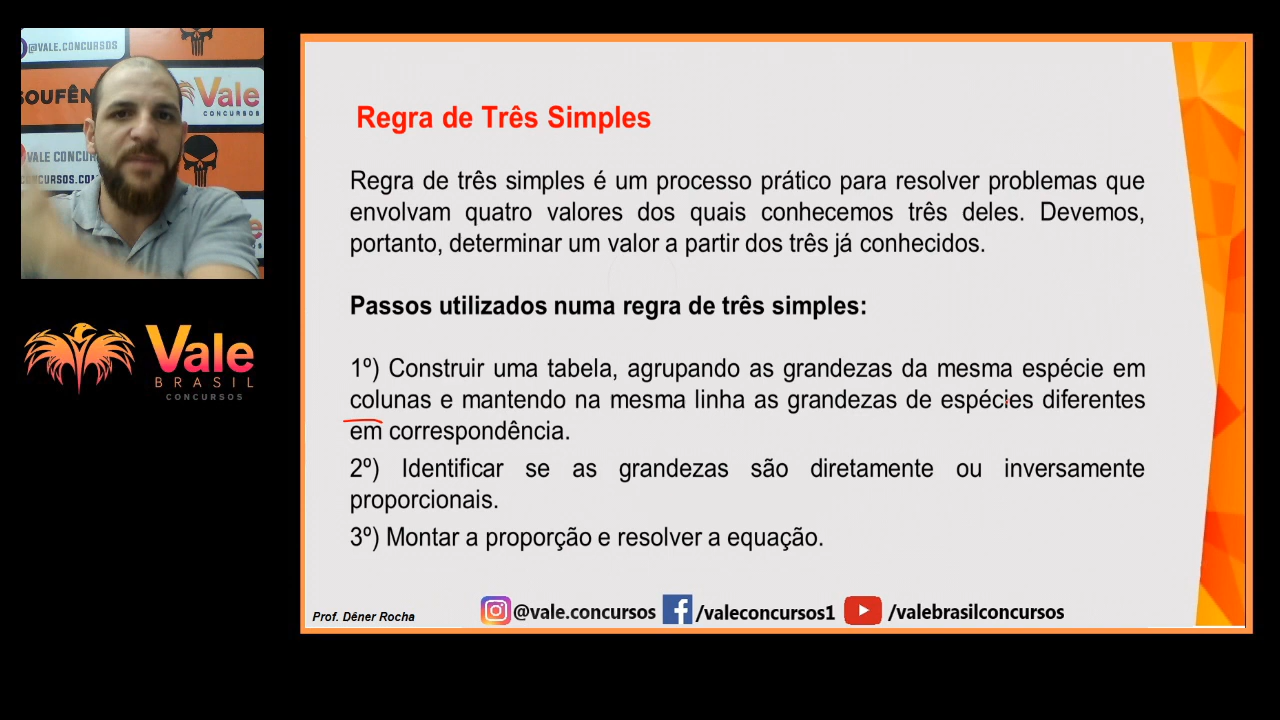 @VALE.CONCURSOS
SOUFÊN
Vale
CONCURSOS
VALE CONCUR
CURSOS.CO
Vale
BRASIL
CONCURSOS
Regra de Três Simples
Regra de três simples é um processo prático para resolver problemas que
envolvam quatro valores dos quais conhecemos três deles. Devemos,
portanto, determinar um valor a partir dos três já conhecidos.
Passos utilizados numa regra de três simples:
1º) Construir uma tabela, agrupando as grandezas da mesma espécie em
colunas e mantendo na mesma linha as grandezas de espécies diferentes
em correspondência.
2º) Identificar se as grandezas são diretamente ou inversamente
proporcionais.
3º) Montar a proporção e resolver a equação.
Prof. Dêner Rocha
@vale.concursos /valeconcursos1 /valebrasilconcursos